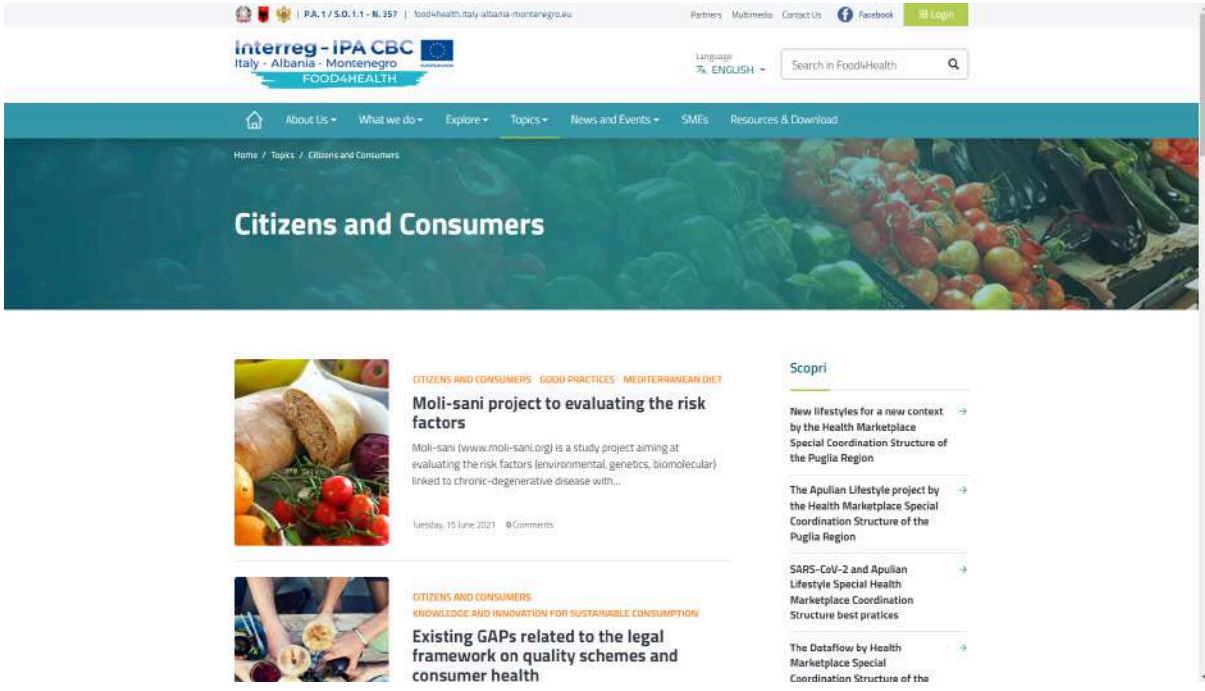 P.A. 1 / S.O. 1.1 - N. 357 | food4health.italy-albania-montenegro.eu
Partners Multimedia Contact Us Facebook Login
Interreg - IPA CBC
Italy - Albania - Montenegro
FOOD4HEALTH
Language
ENGLISH
Search in Food4Health
About Us What we do Explore Topics News and Events SMEs Resources & Download
Home / Topics / Citizens and Consumers
Citizens and Consumers
CITIZENS AND CONSUMERS GOOD PRACTICES MEDITERRANEAN DIET
Moli-sani project to evaluating the risk
factors
Moli-sani (www.moli-sani.org) is a study project aiming at
evaluating the risk factors (environmental, genetics, biomolecular)
linked to chronic-degenerative disease with...
Tuesday, 15 June 2021 0 Comments
CITIZENS AND CONSUMERS
KNOWLEDGE AND INNOVATION FOR SUSTAINABLE CONSUMPTION
Existing GAPs related to the legal
framework on quality schemes and
consumer health
Scopri
New lifestyles for a new context
by the Health Marketplace
Special Coordination Structure of
the Puglia Region
The Apulian Lifestyle project by
the Health Marketplace Special
Coordination Structure of the
Puglia Region
SARS-CoV-2 and Apulian
Lifestyle Special Health
Marketplace Coordination
Structure best pratices
The Dataflow by Health
Marketplace Special
Coordination Structure of the